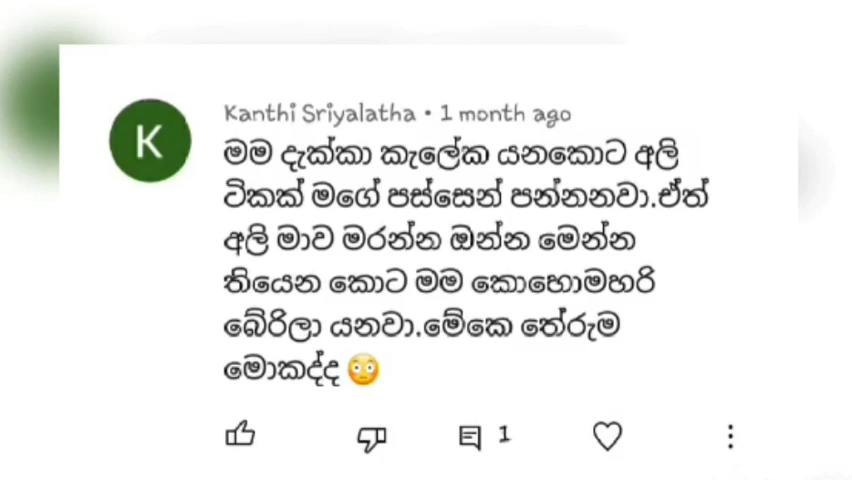 K
Kanthi Sriyalatha • 1 month ago
මම දැක්කා කැලේක යනකොට අලි
ටිකක් මගේ පස්සෙන් පන්නනවා.ඒත්
අලි මාව මරන්න ඔන්න මෙන්න
තියෙන කොට මම කොහොමහරි
බේරිලා යනවා.මේකෙ තේරුම
මොකද්ද 😳
1